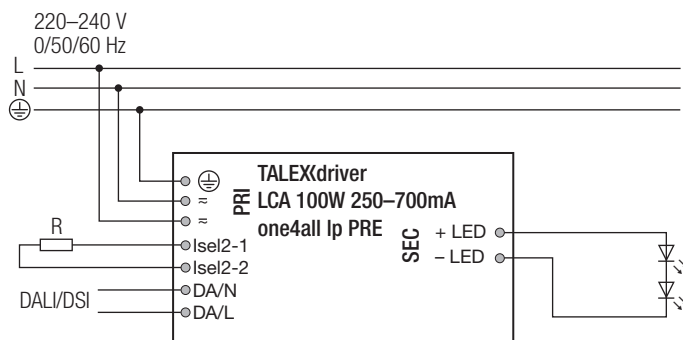 220–240 V
0/50/60 Hz
L
N
TALEXXdriver
LCA 100W 250–700mA
one4all lp PRE
PRI
≂
≂
SEC
+ LED
– LED
R
Isel2-1
Isel2-2
DALI/DSI
DA/N
DA/L